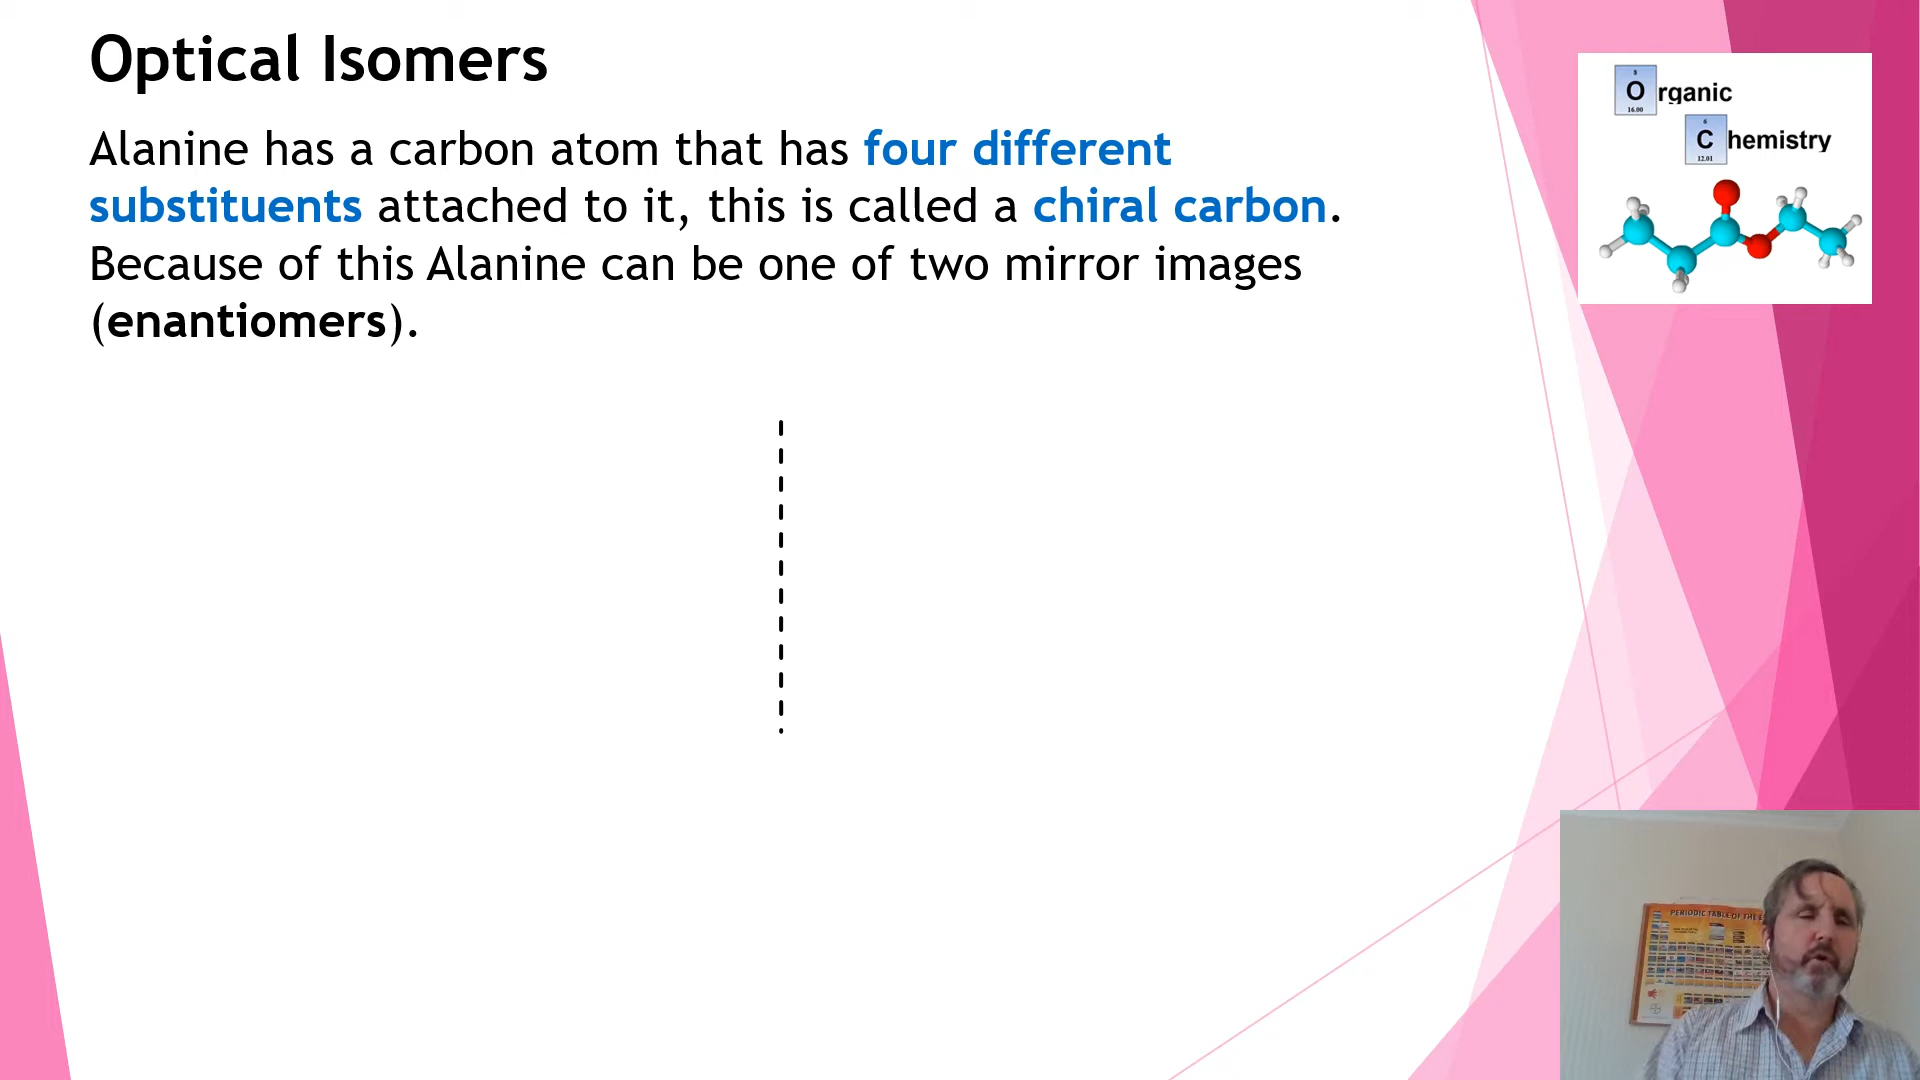 Optical Isomers
Alanine has a carbon atom that has four different
substituents attached to it, this is called a chiral carbon.
Because of this Alanine can be one of two mirror images
(enantiomers).
8
Organic
16.00
6
Chemistry
12.01
PERIODIC TABLE OF THE